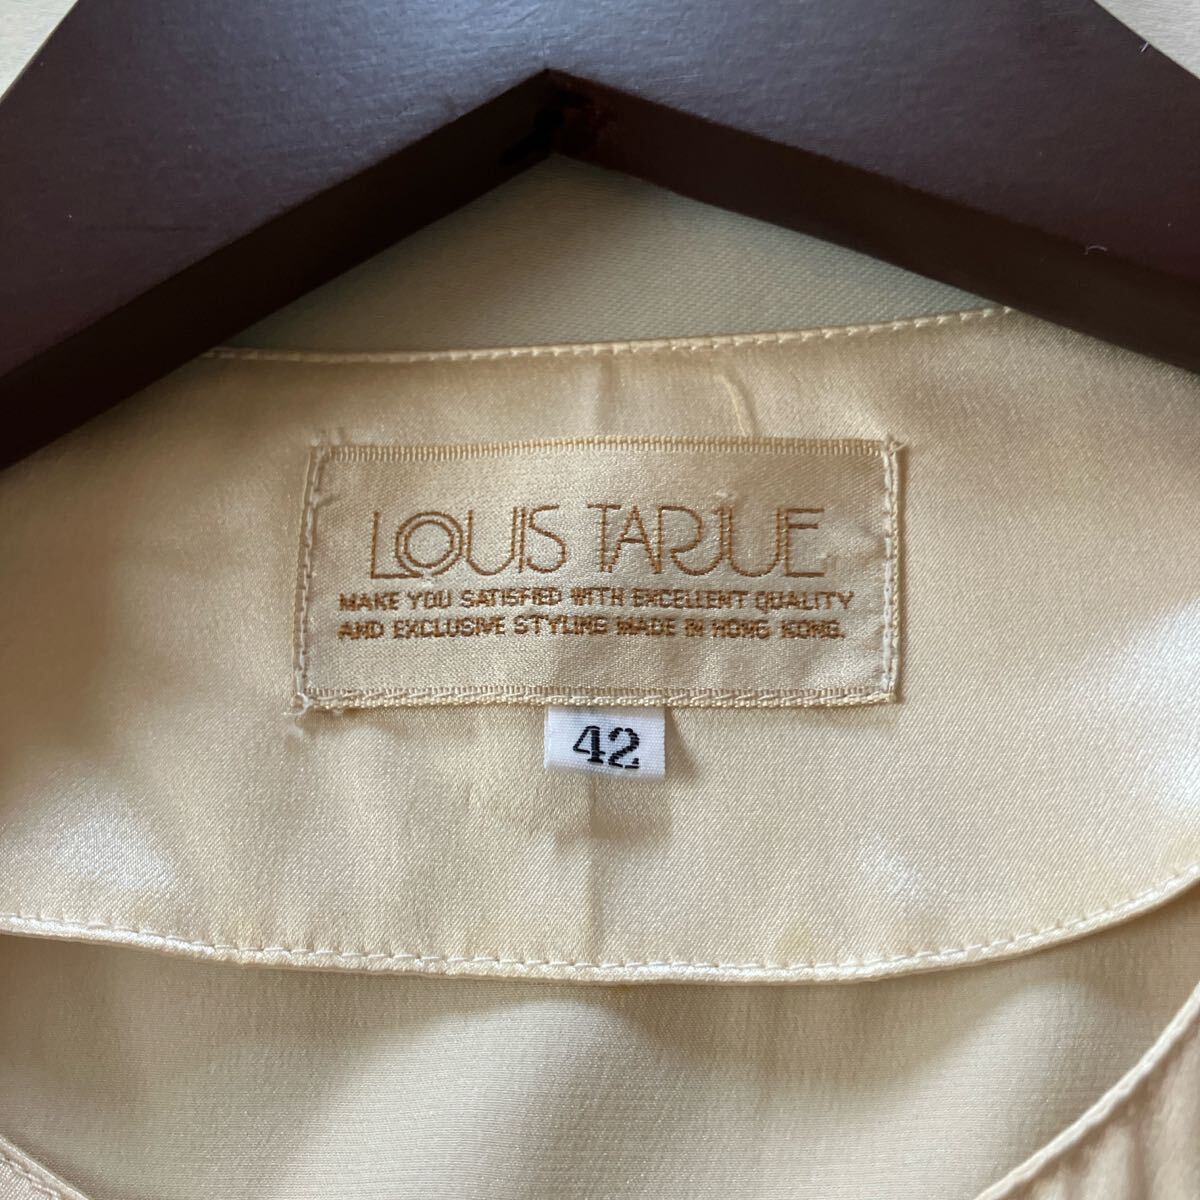 LOUIS TARJUE
MAKE YOU SATISFIED WITH EXCELLENT QUALITY
AND EXCLUSIVE STYLING MADE IN HONG KONG.
42